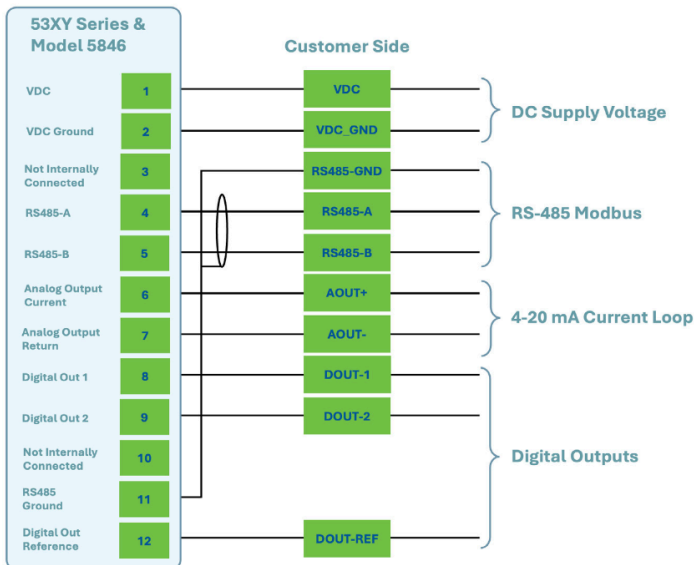 53XY Series &
Model 5846
Customer Side
VDC
1
VDC
DC Supply Voltage
VDC Ground
2
VDC_GND
Not Internally
Connected
3
RS485-GND
RS485-A
4
RS485-A
RS-485 Modbus
RS485-B
5
RS485-B
Analog Output
Current
6
AOUT+
4-20 mA Current Loop
Analog Output
Return
7
AOUT-
Digital Out 1
8
DOUT-1
Digital Out 2
9
DOUT-2
Not Internally
Connected
10
Digital Outputs
RS485
Ground
11
Digital Out
Reference
12
DOUT-REF